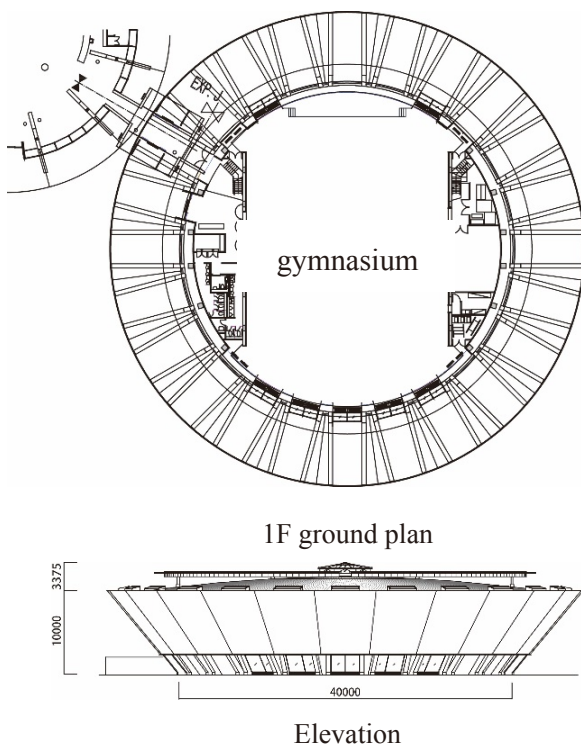 EXP. J
gymnasium
1F ground plan
3375
10000
40000
Elevation